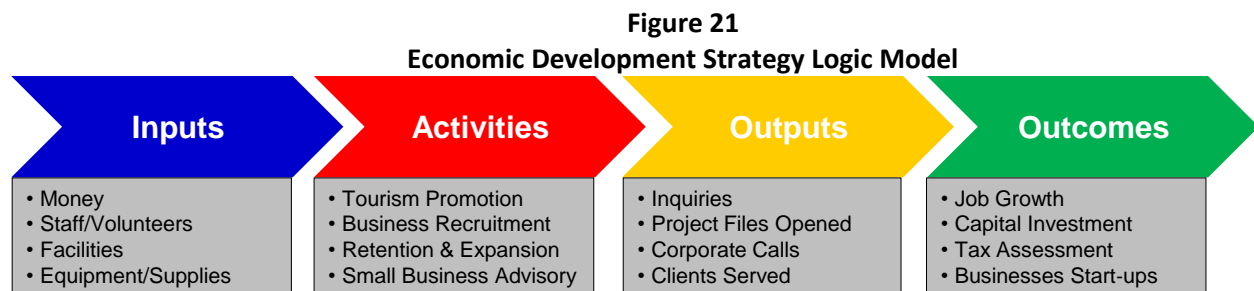 Figure 21
Economic Development Strategy Logic Model
Inputs
• Money
• Staff/Volunteers
• Facilities
• Equipment/Supplies
Activities
• Tourism Promotion
• Business Recruitment
• Retention & Expansion
• Small Business Advisory
Outputs
• Inquiries
• Project Files Opened
• Corporate Calls
• Clients Served
Outcomes
• Job Growth
• Capital Investment
• Tax Assessment
• Businesses Start-ups